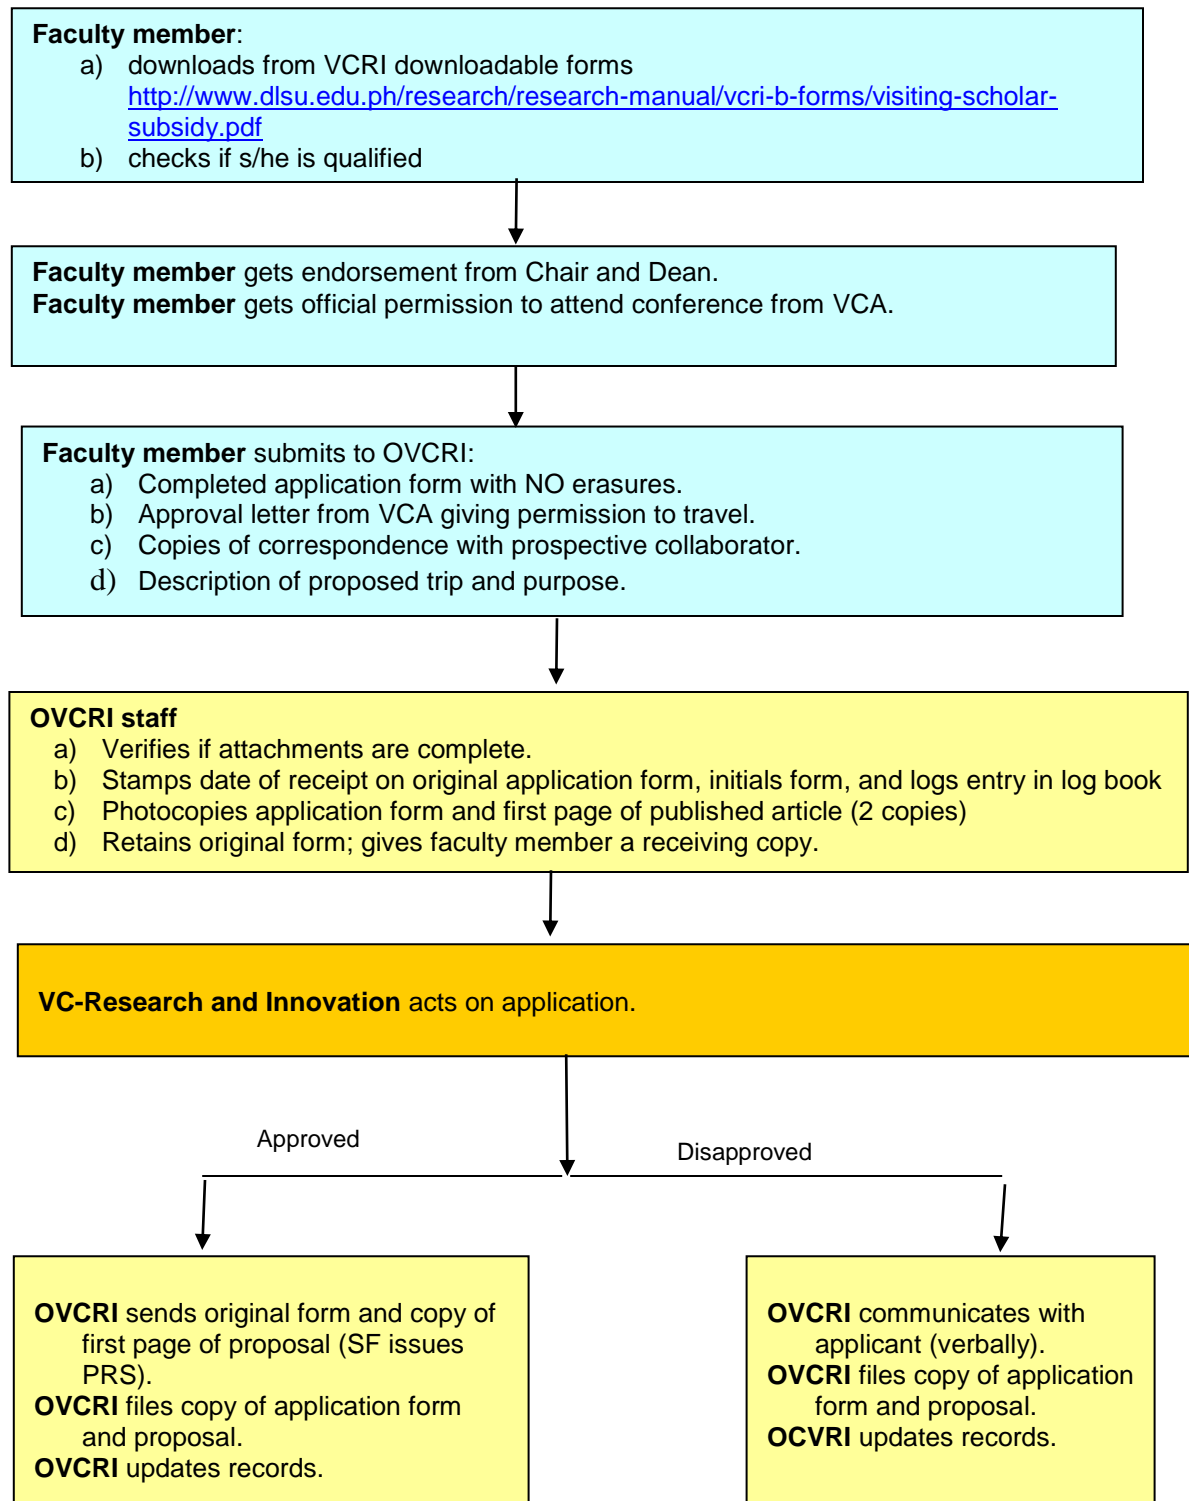 Faculty member:
a) downloads from VCRI downloadable forms
http://www.dlsu.edu.ph/research/research-manual/vcri-b-forms/visiting-scholar-
subsidy.pdf
b) checks if s/he is qualified
Faculty member gets endorsement from Chair and Dean.
Faculty member gets official permission to attend conference from VCA.
Faculty member submits to OVCRI:
a) Completed application form with NO erasures.
b) Approval letter from VCA giving permission to travel.
c) Copies of correspondence with prospective collaborator.
d) Description of proposed trip and purpose.
OVCRI staff
a) Verifies if attachments are complete.
b) Stamps date of receipt on original application form, initials form, and logs entry in log book
c) Photocopies application form and first page of published article (2 copies)
d) Retains original form; gives faculty member a receiving copy.
VC-Research and Innovation acts on application.
Approved
Disapproved
OVCRI sends original form and copy of
first page of proposal (SF issues
PRS).
OVCRI files copy of application form
and proposal.
OVCRI updates records.
OVCRI communicates with
applicant (verbally).
OVCRI files copy of application
form and proposal.
OCVRI updates records.